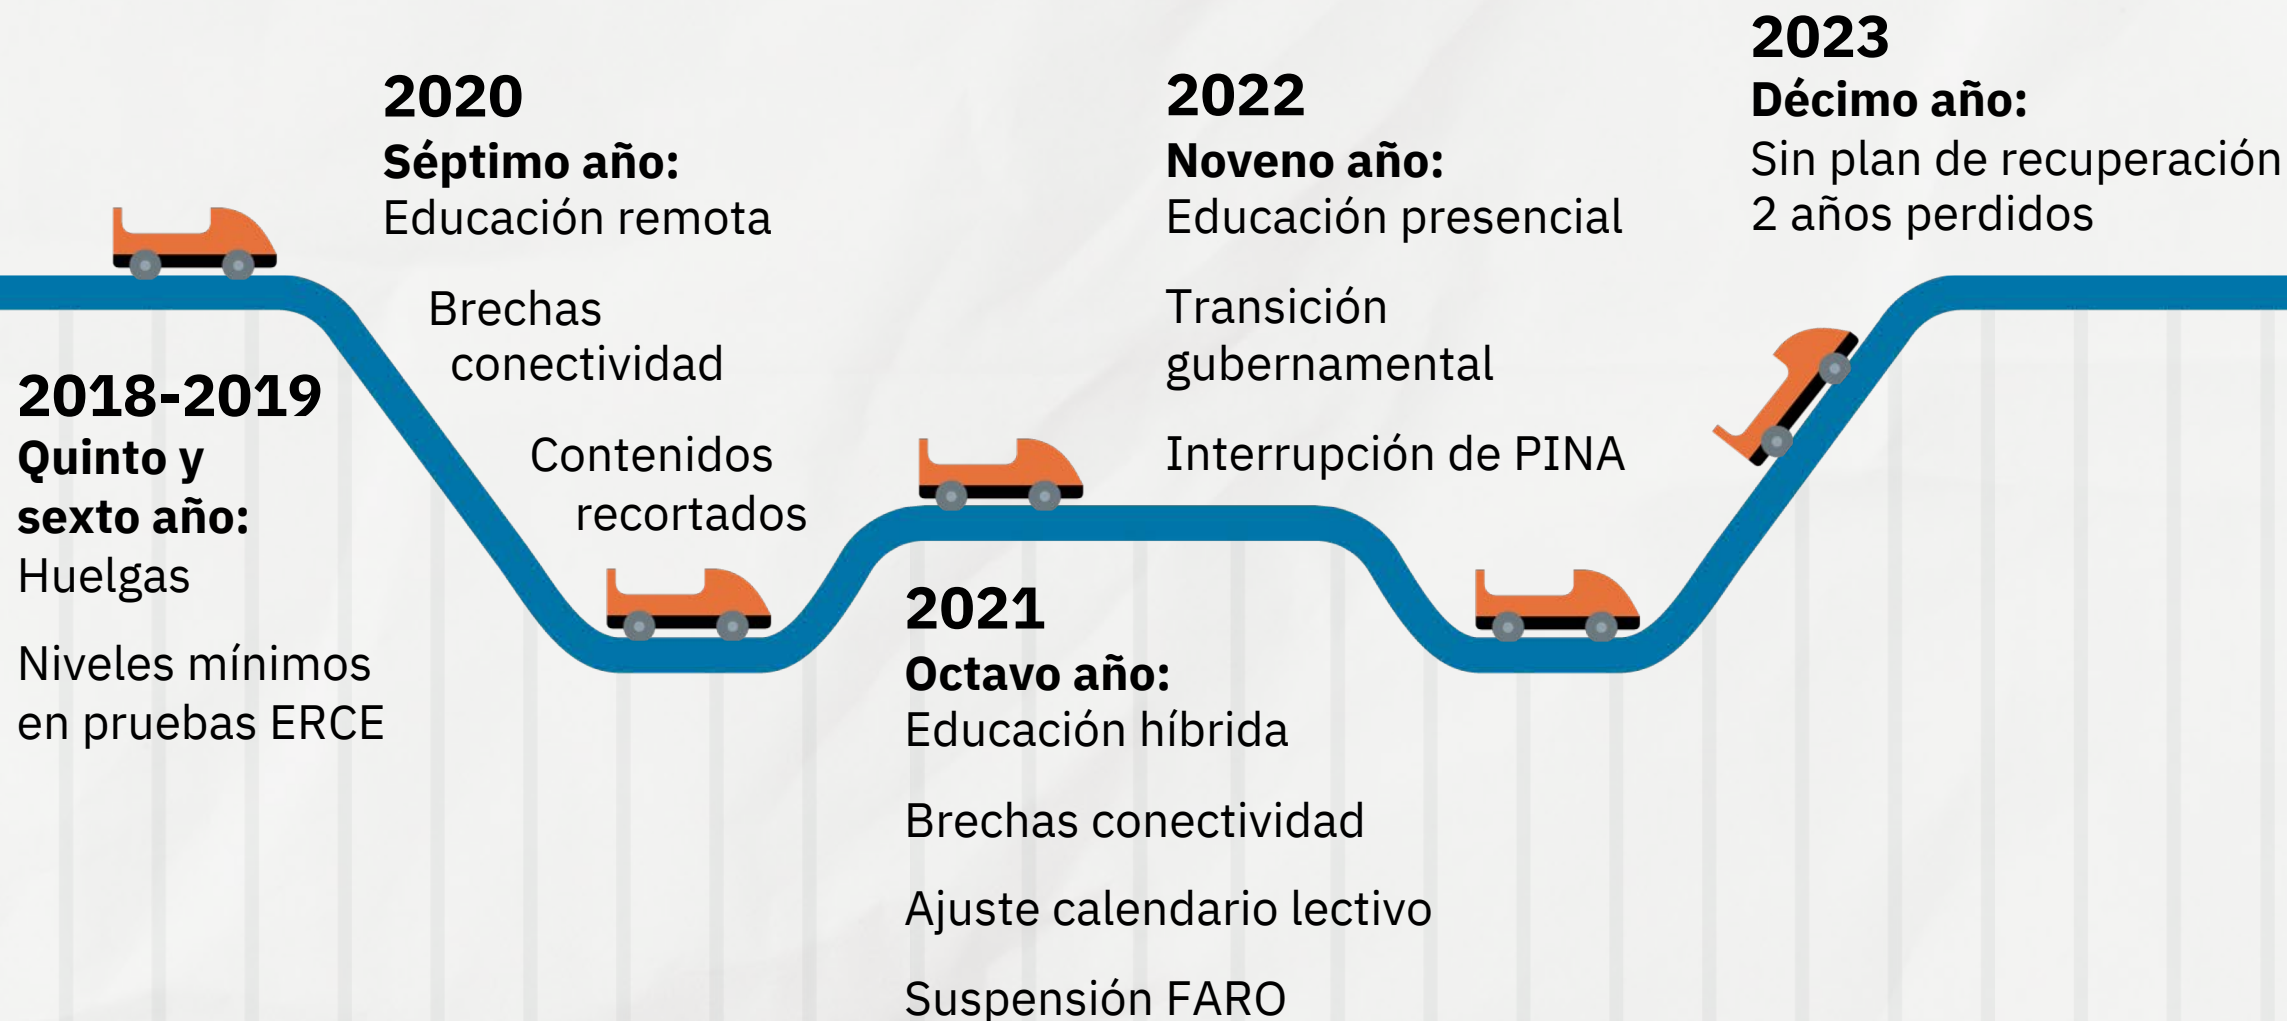 2018-2019
Quinto y
sexto año:
Huelgas
Niveles mínimos
en pruebas ERCE
2020
Séptimo año:
Educación remota
Brechas
conectividad
Contenidos
recortados
2021
Octavo año:
Educación híbrida
Brechas conectividad
Ajuste calendario lectivo
Suspensión FARO
2022
Noveno año:
Educación presencial
Transición
gubernamental
Interrupción de PINA
2023
Décimo año:
Sin plan de recuperación
2 años perdidos